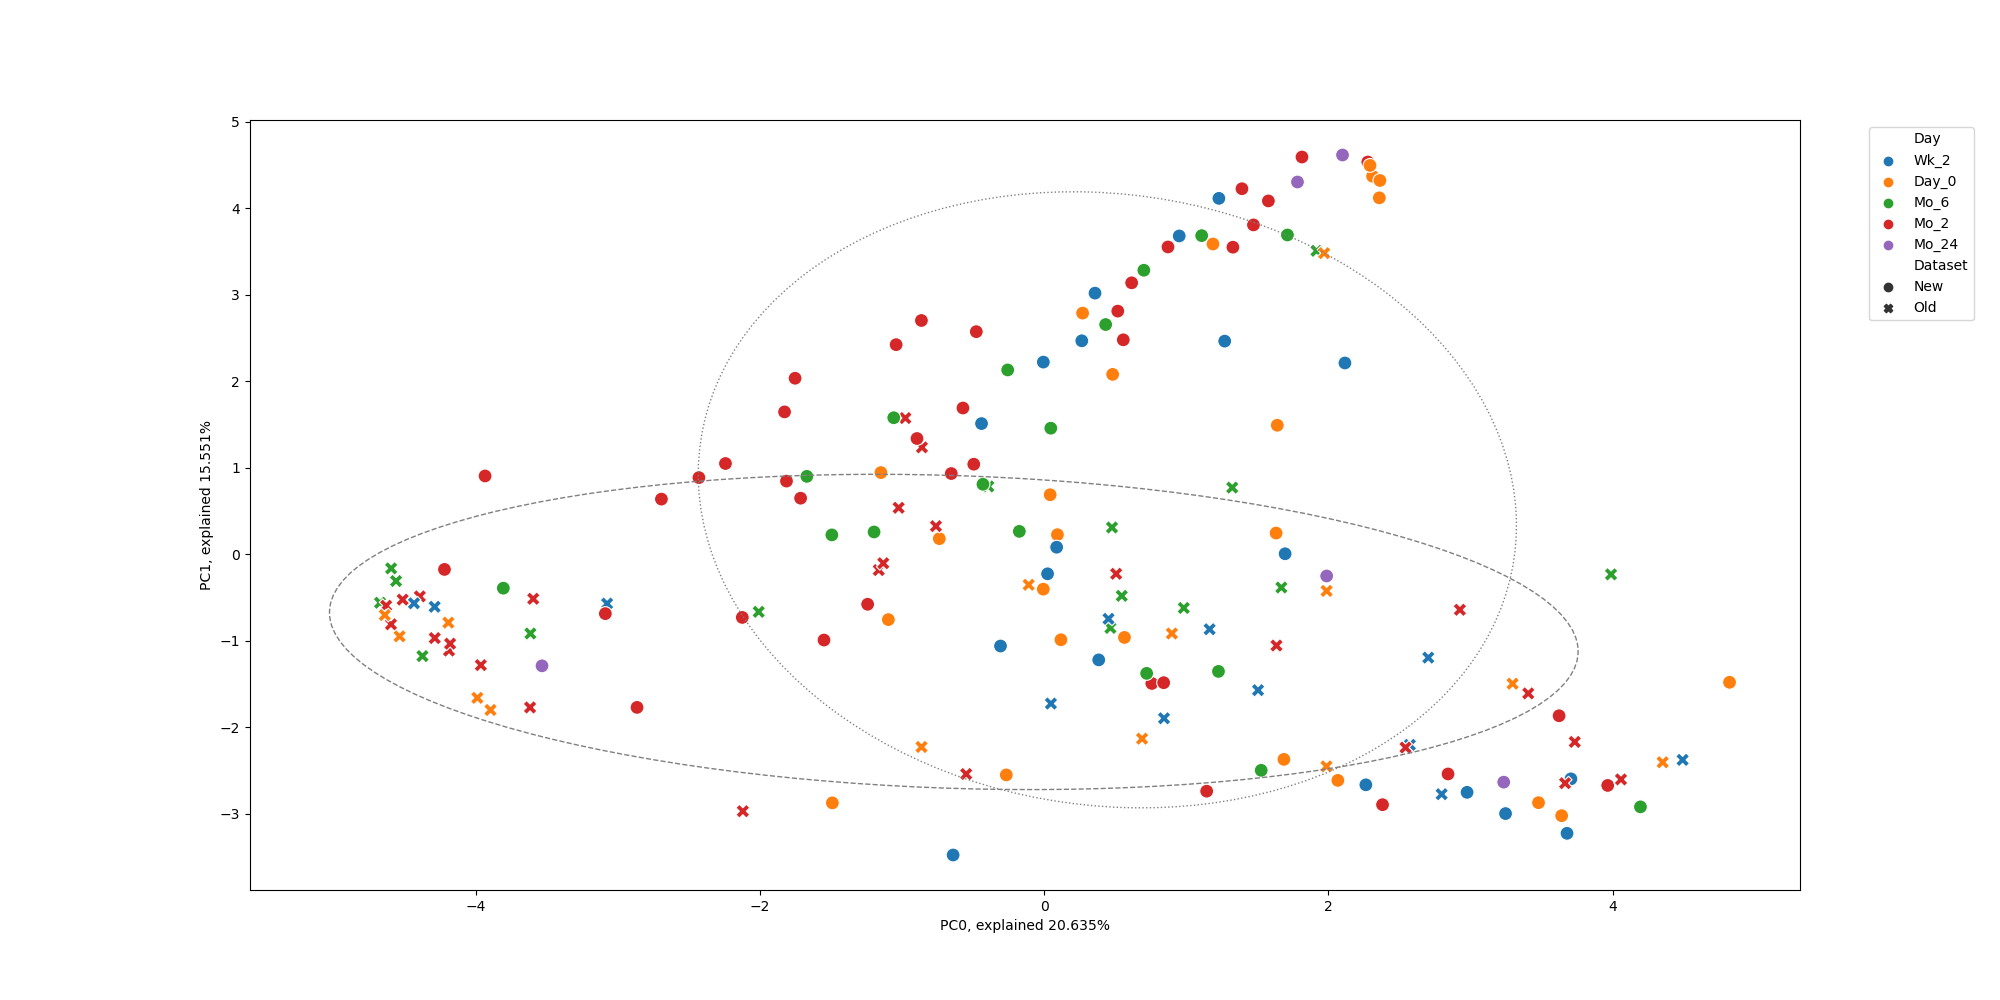 Day
Wk_2
Day_0
Mo_6
Mo_2
Mo_24
Dataset
New
Old
5
4
3
2
1
0
−1
−2
−3
PC1, explained 15.551%
−4
−2
0
2
4
PC0, explained 20.635%